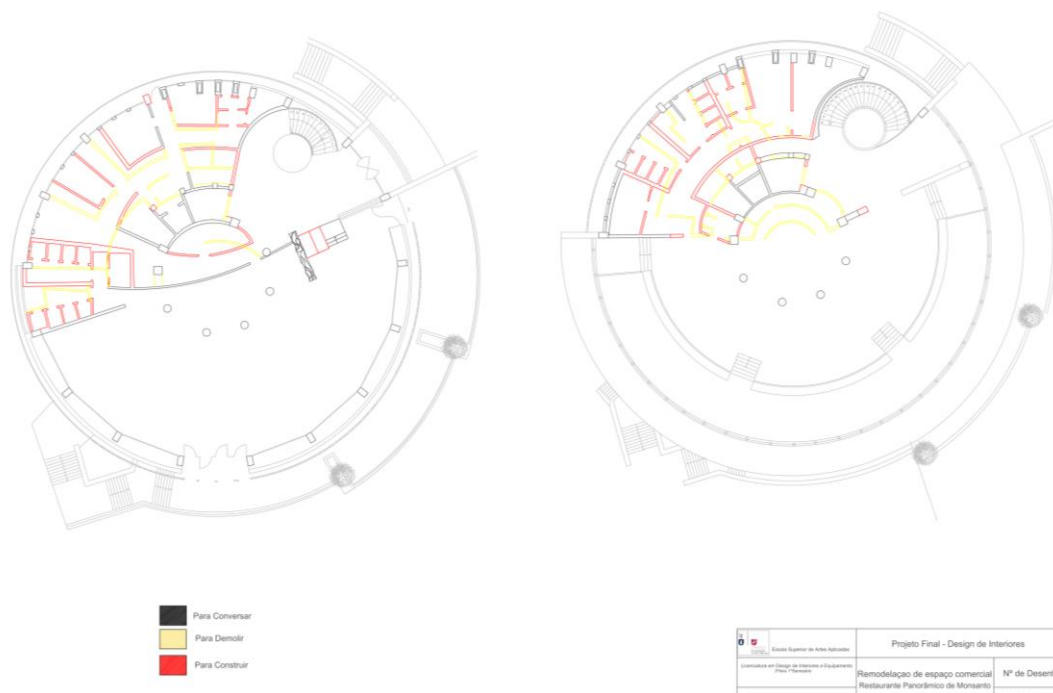 Para Conversar
Para Demolir
Para Construir
Escola Superior de Artes Aplicadas
Projeto Final - Design de Interiores
Licenciatura em Design de Interiores e Equipamento
Remodelaçao de espaço comercial
Restaurante Panorâmico de Monsanto
Nº de Desenh